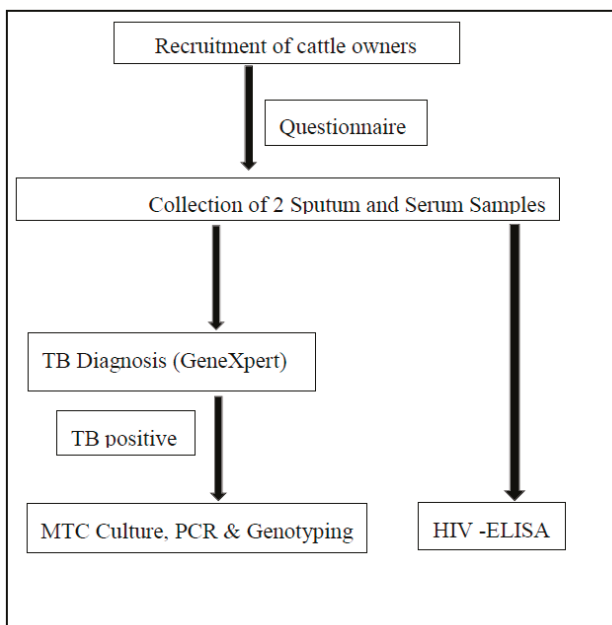 Recruitment of cattle owners
Questionnaire
Collection of 2 Sputum and Serum Samples
TB Diagnosis (GeneXpert)
TB positive
MTC Culture, PCR & Genotyping
HIV -ELISA